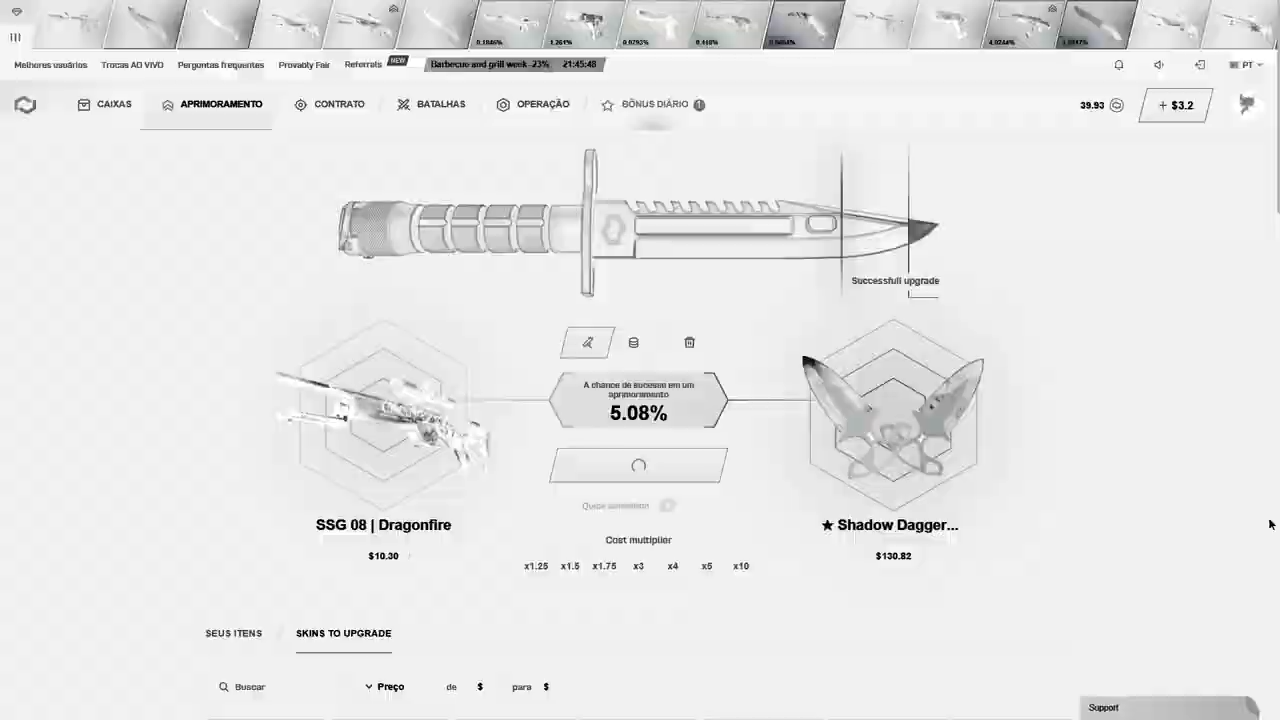 Melhores usuários Trocas AO VIVO Perguntas frequentes Provably Fair Referrals NEW Barbecue and grill week -23% 21:45:48 PT
CAIXAS APRIMORAMENTO CONTRATO BATALHAS OPERAÇÃO BÔNUS DIÁRIO 39.93 + $3.2
Successfull upgrade
A chance de sucesso em um
aprimoramento
5.08%
SSG 08 | Dragonfire
★ Shadow Dagger...
Cost multiplier
$10.30
$130.82
x1.25 x1.5 x1.75 x3 x4 x5 x10
SEUS ITENS SKINS TO UPGRADE
Buscar Preço de $ para $
Support